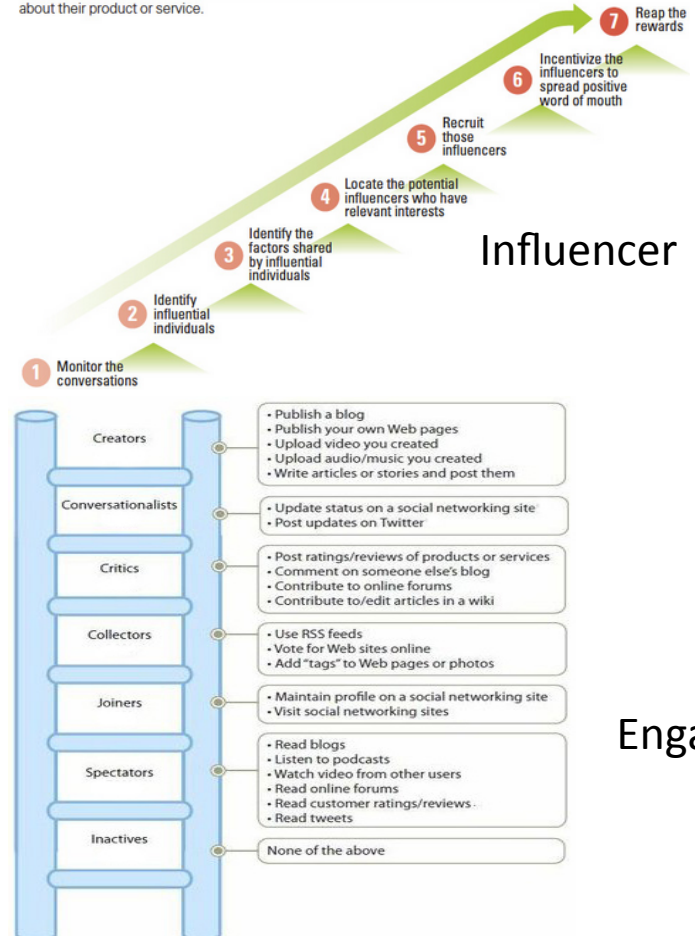 about their product or service.
7 Reap the
rewards
6 Incentivize the
influencers to
spread positive
word of mouth
5 Recruit
those
influencers
4 Locate the potential
influencers who have
relevant interests
3 Identify the
factors shared
by influential
individuals
2 Identify
influential
individuals
1 Monitor the
conversations
Influencer
Creators
• Publish a blog
• Publish your own Web pages
• Upload video you created
• Upload audio/music you created
• Write articles or stories and post them
Conversationalists
• Update status on a social networking site
• Post updates on Twitter
Critics
• Post ratings/reviews of products or services
• Comment on someone else's blog
• Contribute to online forums
• Contribute to/edit articles in a wiki
Collectors
• Use RSS feeds
• Vote for Web sites online
• Add "tags" to Web pages or photos
Joiners
• Maintain profile on a social networking site
• Visit social networking sites
Spectators
• Read blogs
• Listen to podcasts
• Watch video from other users
• Read online forums
• Read customer ratings/reviews
• Read tweets
Inactives
None of the above
Enga